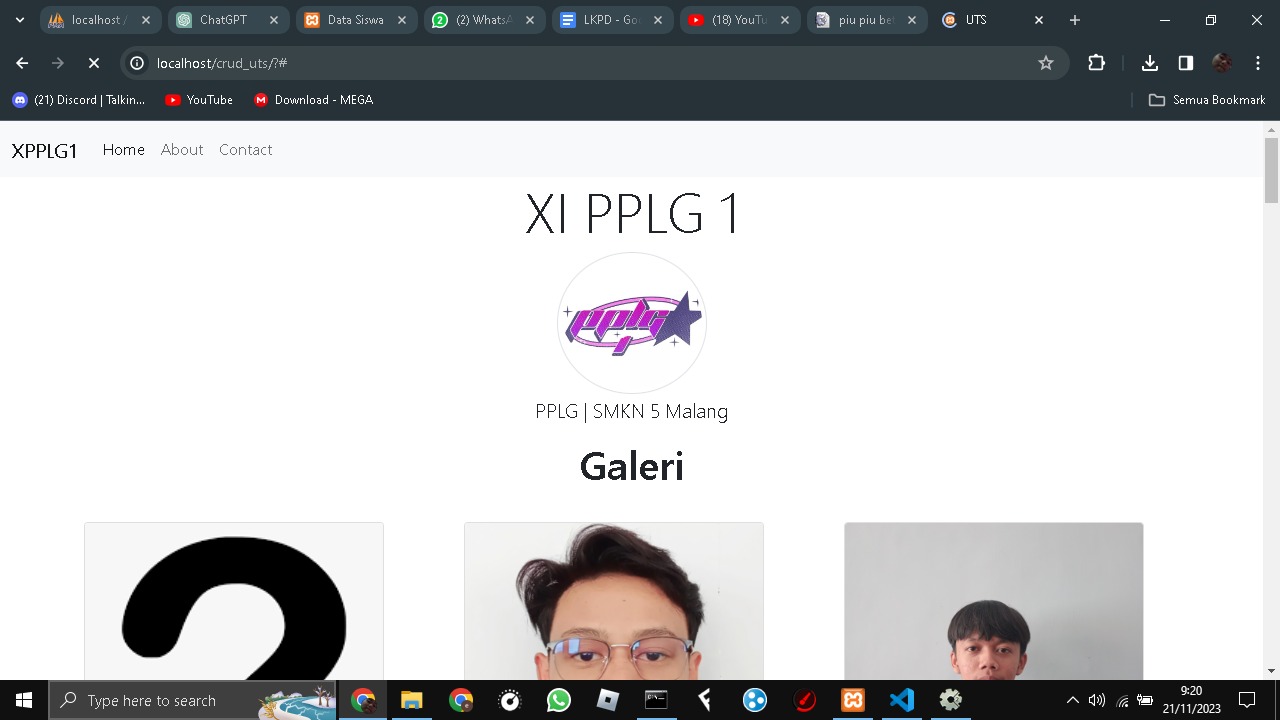 localhost /
ChatGPT
Data Siswa
(2) WhatsA
LKPD - Goo
(18) YouTu
piu piu be
UTS
localhost/crud_uts/?#
(21) Discord | Talkin...
YouTube
Download - MEGA
Semua Bookmark
XPPLG1
Home
About
Contact
XI PPLG 1
pplg
1
PPLG | SMKN 5 Malang
Galeri
Type here to search
9:20
21/11/2023